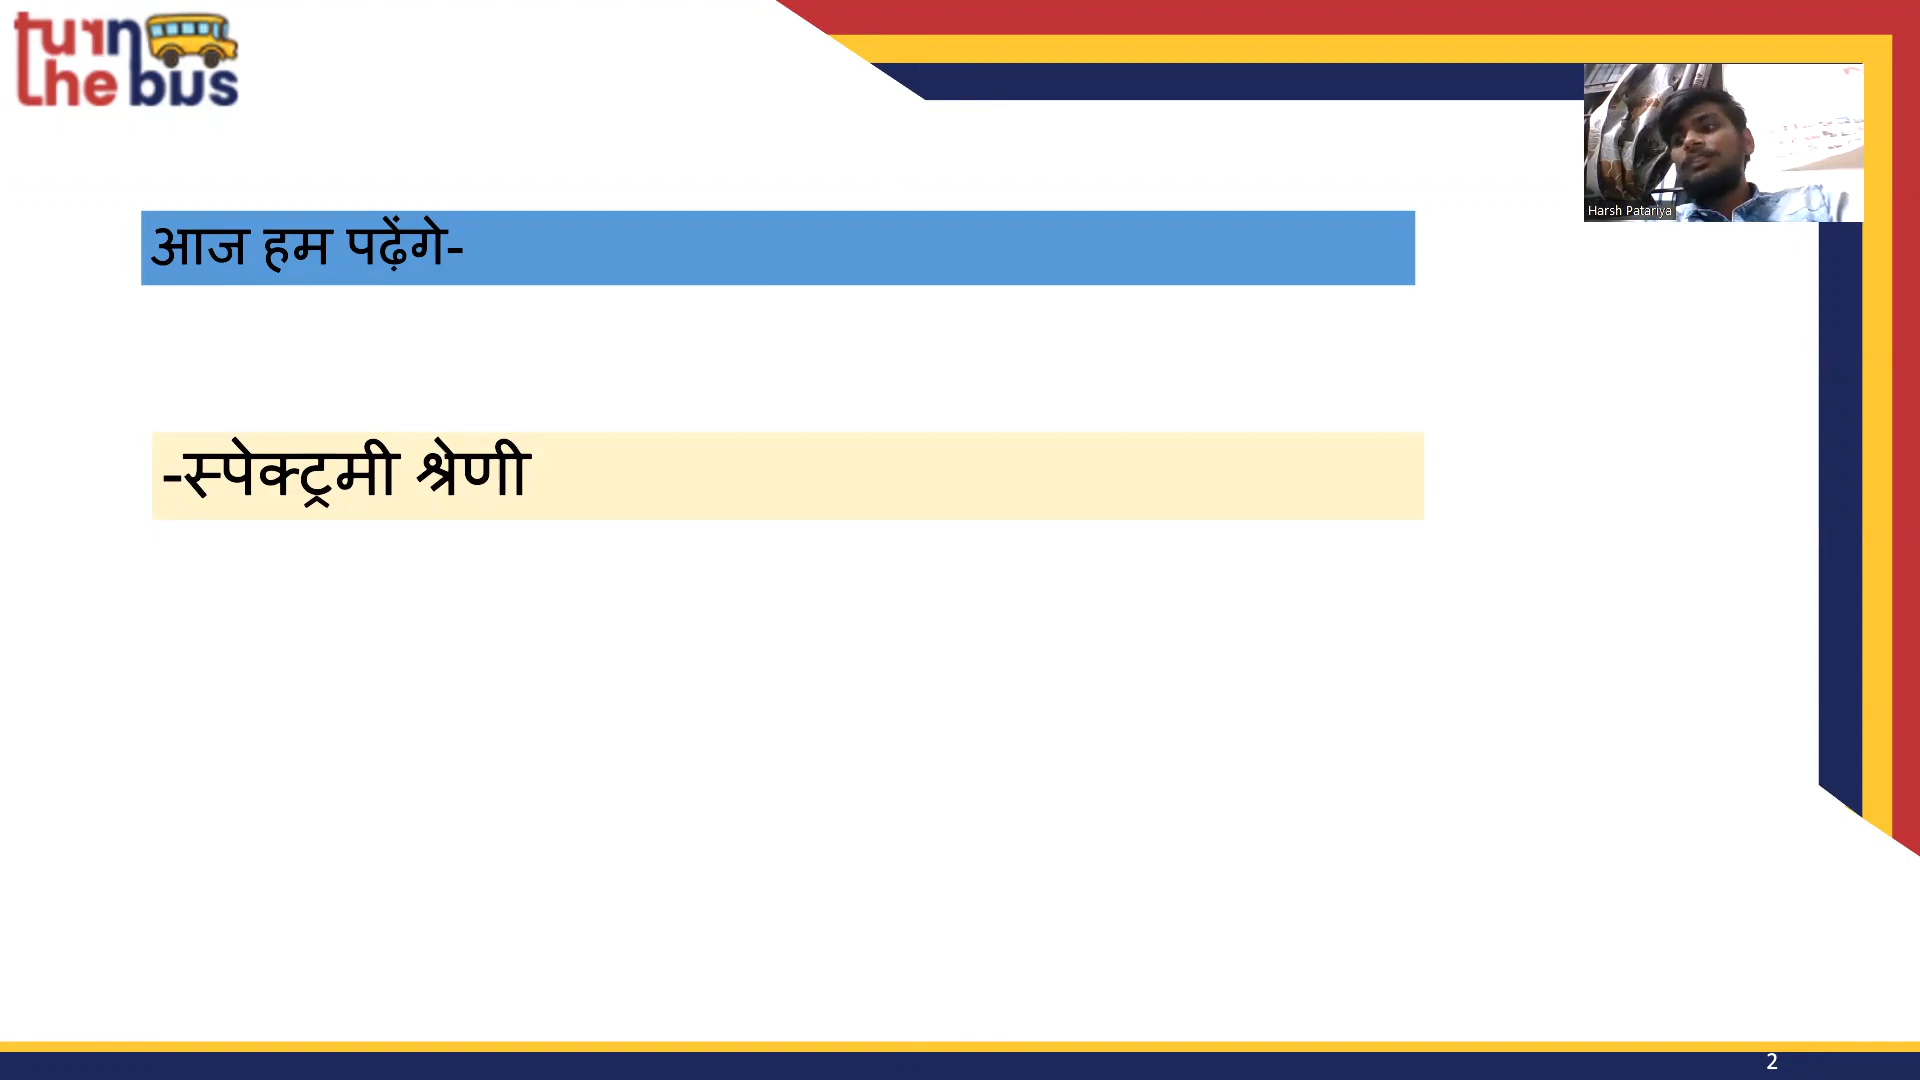 turn
the bus
Harsh Patariya
आज हम पढ़ेंगे-
-स्पेक्ट्रमी श्रेणी
2